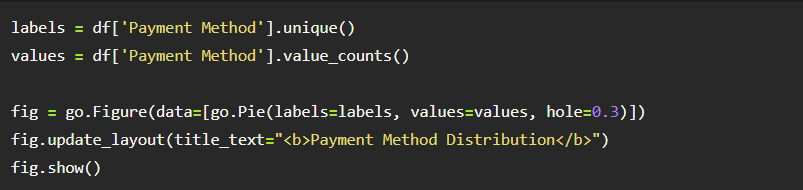 labels = df['Payment Method'].unique()
values = df['Payment Method'].value_counts()
fig = go.Figure(data=[go.Pie(labels=labels, values=values, hole=0.3)])
fig.update_layout(title_text="<b>Payment Method Distribution</b>")
fig.show()